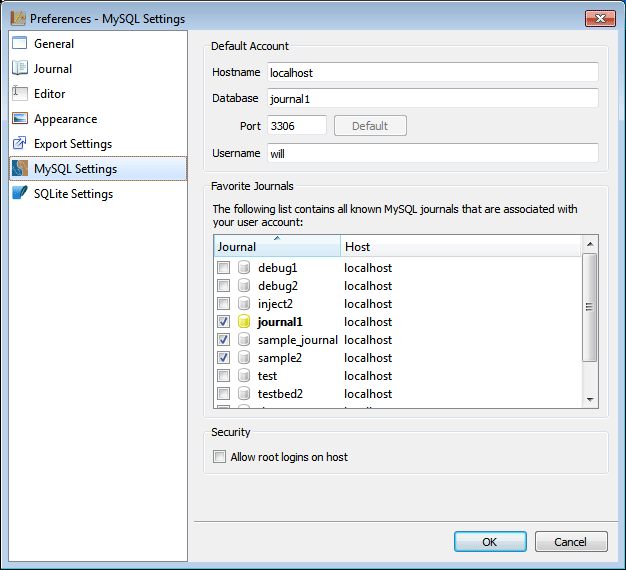 Preferences - MySQL Settings
General
Journal
Editor
Appearance
Export Settings
MySQL Settings
SQLite Settings
Default Account
Hostname localhost
Database journal1
Port 3306 Default
Username will
Favorite Journals
The following list contains all known MySQL journals that are associated with
your user account:
Journal Host
debug1 localhost
debug2 localhost
inject2 localhost
journal1 localhost
sample_journal localhost
sample2 localhost
test localhost
testbed2 localhost
Security
Allow root logins on host
OK Cancel